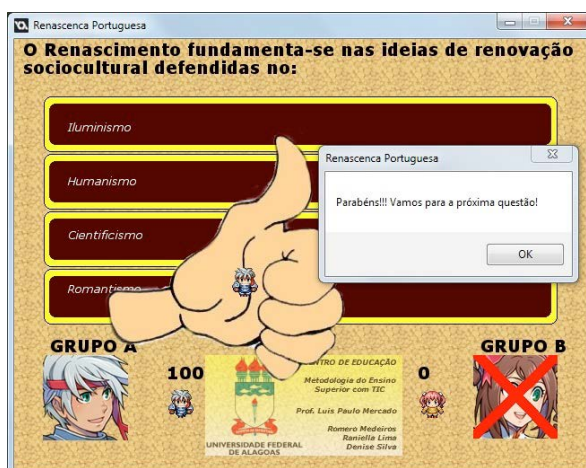 Renascenca Portuguesa
O Renascimento fundamenta-se nas ideias de renovação
sociocultural defendidas no:
Iluminismo
Humanismo
Cientificismo
Romantismo
Renascenca Portuguesa
Parabéns!!! Vamos para a próxima questão!
OK
GRUPO A
100
DE EDUCAÇÃO
Metodologia do Ensino
Superior com TIC
Prof. Luis Paulo Mercado
Romero Medeiros
Raniella Lima
Denise Silva
UNIVERSIDADE FEDERAL
DE ALAGOAS
0
GRUPO B